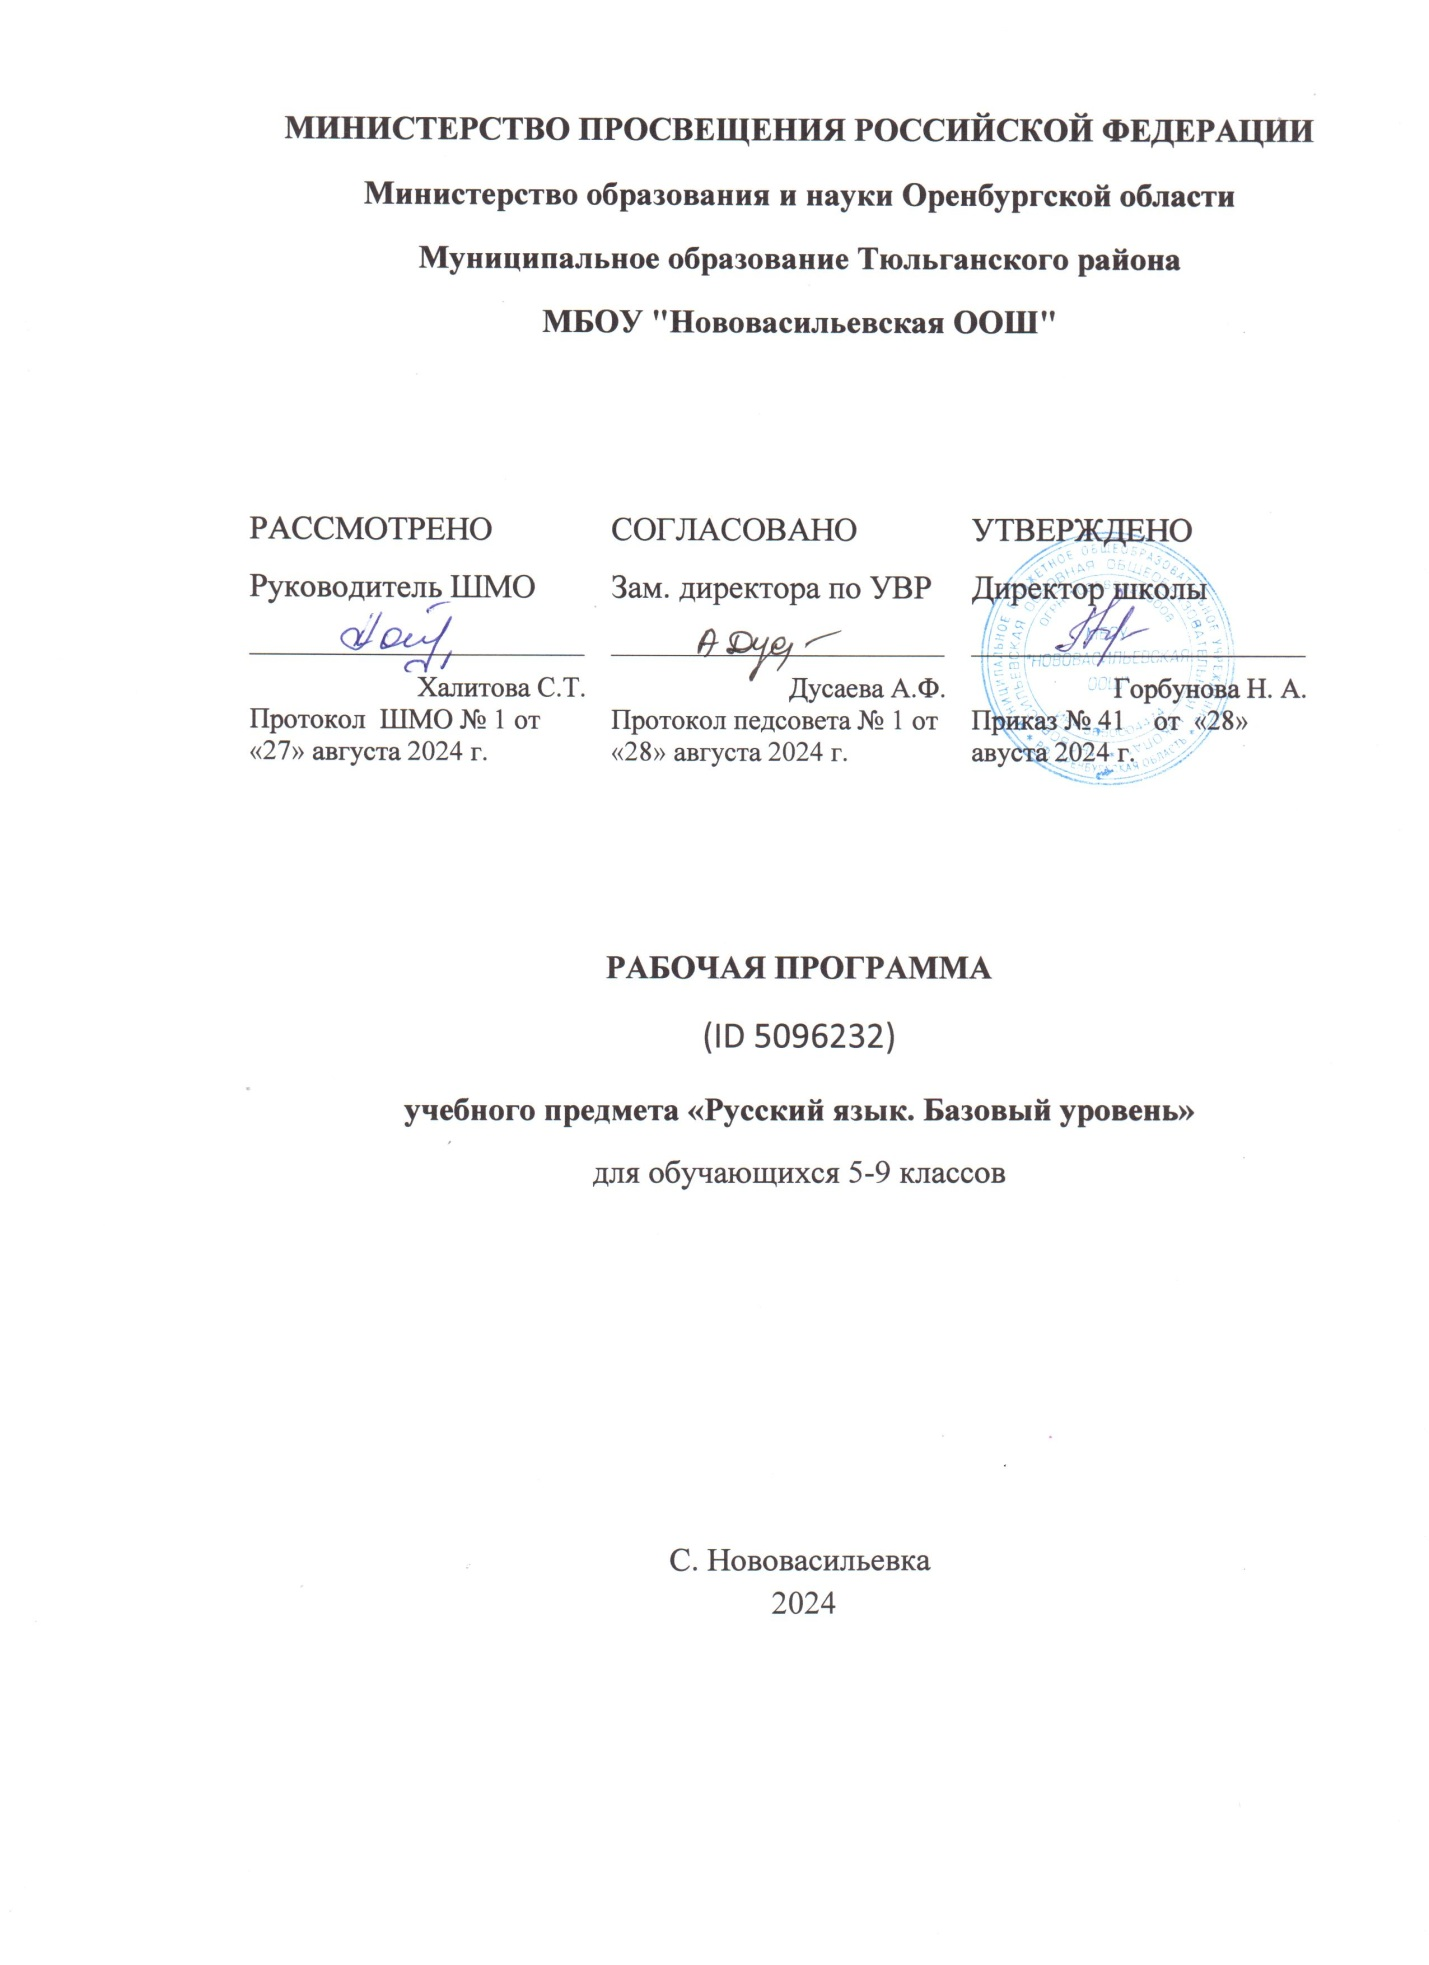 МИНИСТЕРСТВО ПРОСВЕЩЕНИЯ РОССИЙСКОЙ ФЕДЕРАЦИИ
Министерство образования и науки Оренбургской области
Муниципальное образование Тюльганского района
МБОУ "Нововасильевская ООШ"
РАССМОТРЕНО
Руководитель ШМО
Халитова С.Т.
Протокол ШМО № 1 от
«27» августа 2024 г.
СОГЛАСОВАНО
Зам. директора по УВР
А Дус
Дусаева А.Ф.
Протокол педсовета № 1 от
«28» августа 2024 г.
УТВЕРЖДЕНО
Директор школы
Горбунова Н. А.
Приказ № 41 от «28»
авуста 2024 г.
НОВОВАСИЛЬЕВСКАЯ
ООШ
РАБОЧАЯ ПРОГРАММА
(ID 5096232)
учебного предмета «Русский язык. Базовый уровень»
для обучающихся 5-9 классов
С. Нововасильевка
2024